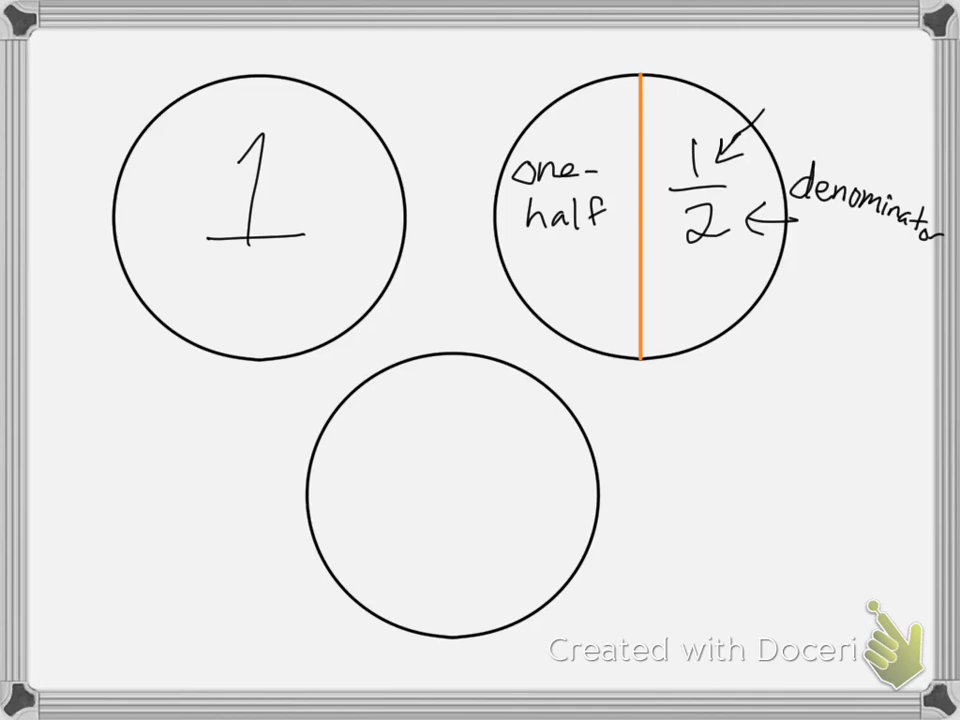 1
one-
half
1
2
denominator
Created with Doceri